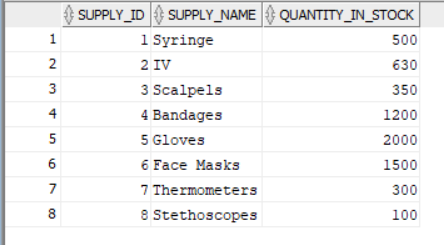 SUPPLY_ID SUPPLY_NAME QUANTITY_IN_STOCK
1 1 Syringe 500
2 2 IV 630
3 3 Scalpels 350
4 4 Bandages 1200
5 5 Gloves 2000
6 6 Face Masks 1500
7 7 Thermometers 300
8 8 Stethoscopes 100